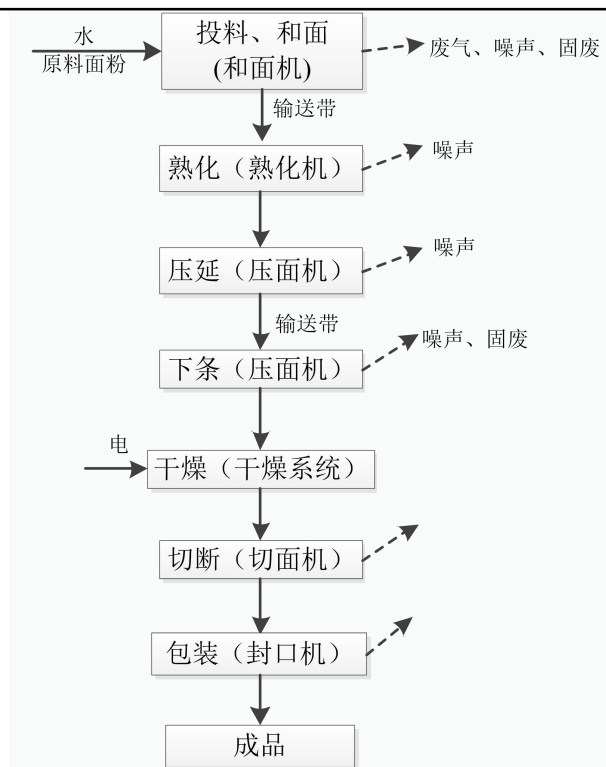 水
原料面粉
投料、和面
(和面机)
废气、噪声、固废
输送带
熟化（熟化机）
噪声
压延（压面机）
噪声
输送带
下条（压面机）
噪声、固废
电
干燥（干燥系统）
切断（切面机）
包装（封口机）
成品